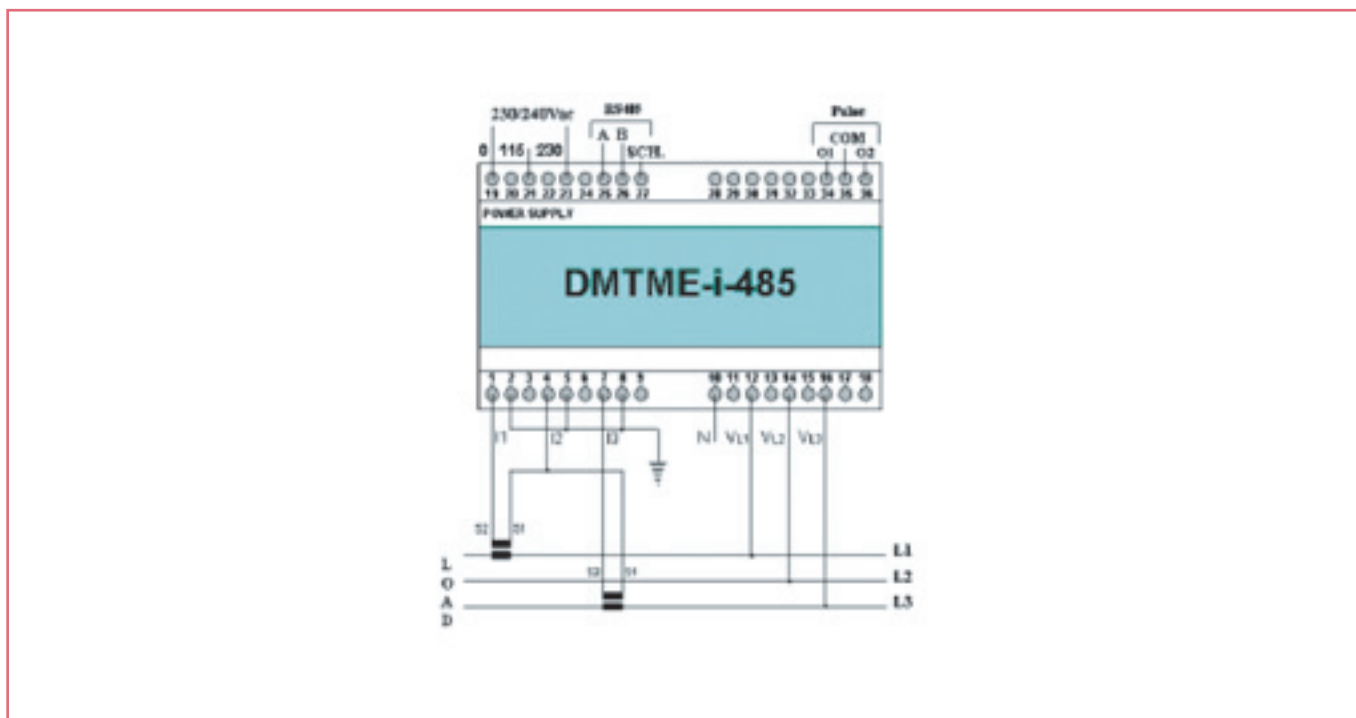 230/240Vac RS485 Pulse
A B COM
0 115 230 SCH. O1 O2
19 20 21 22 23 24 25 26 27 28 29 30 31 32 33 34 35 36
POWER SUPPLY
DMTME-i-485
1 2 3 4 5 6 7 8 9 10 11 12 13 14 15 16 17 18
I1 I2 I3 N VL1 VL2 VL3
S2 S1
L1
S2 S1
L2
L3
LOAD